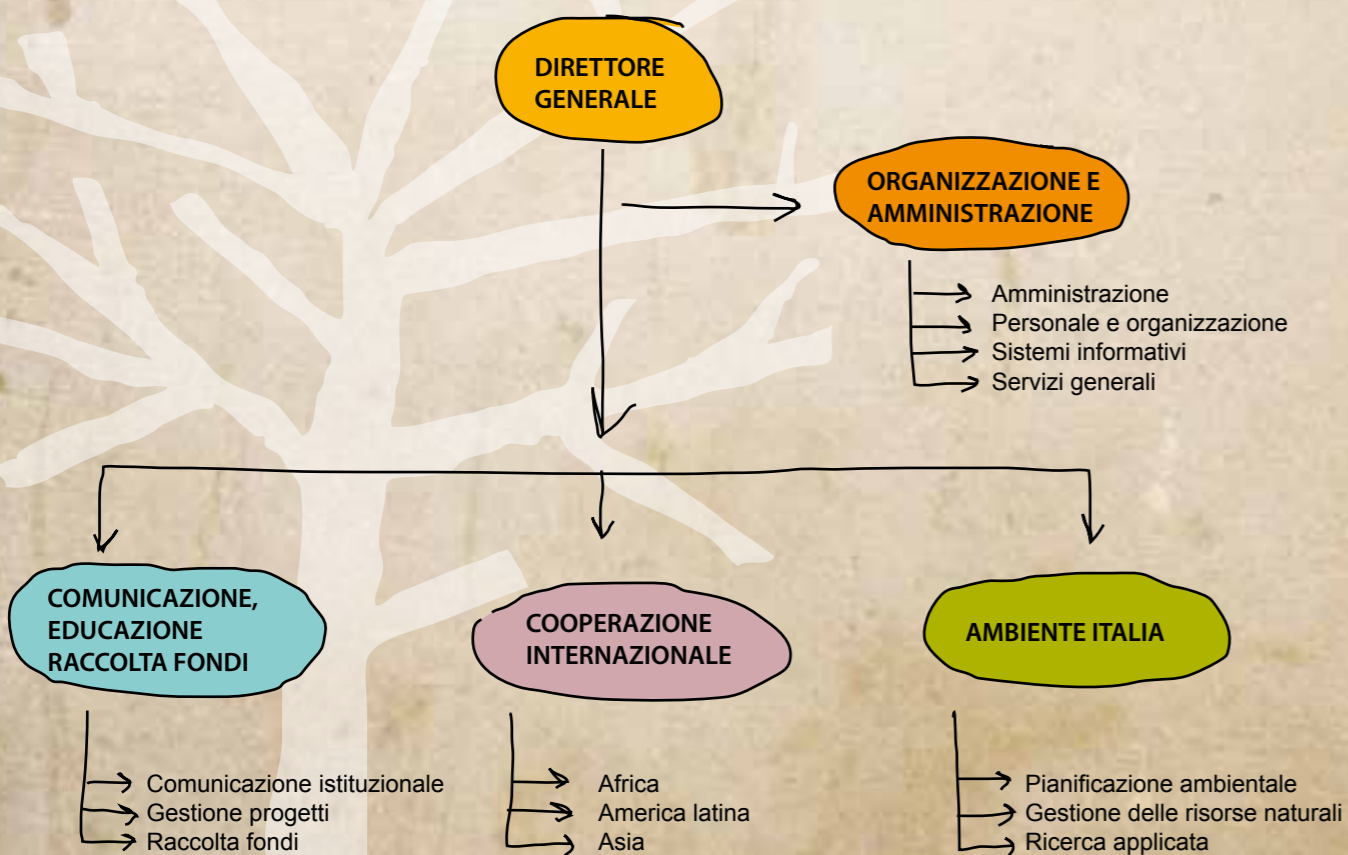 DIRETTORE
GENERALE
ORGANIZZAZIONE E
AMMINISTRAZIONE
Amministrazione
Personale e organizzazione
Sistemi informativi
Servizi generali
COMUNICAZIONE,
EDUCAZIONE
RACCOLTA FONDI
Comunicazione istituzionale
Gestione progetti
Raccolta fondi
COOPERAZIONE
INTERNAZIONALE
Africa
America latina
Asia
AMBIENTE ITALIA
Pianificazione ambientale
Gestione delle risorse naturali
Ricerca applicata